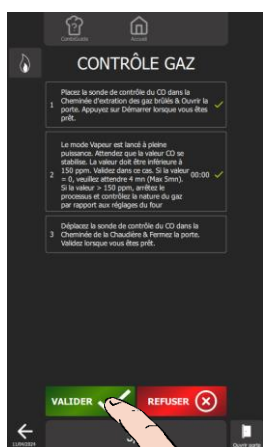 CombiGuide
Accueil
CONTRÔLE GAZ
Placez la sonde de contrôle du CO dans la
Cheminée d'extraction des gaz brûlés & Ouvrir la
1 porte. Appuyez sur Démarrer lorsque vous êtes
prêt.
Le mode Vapeur est lancé à pleine
puissance. Attendez que la valeur CO se
stabilise. La valeur doit être inférieure à
150 ppm. Validez dans ce cas. Si la valeur
2 = 0, veuillez attendre 4 mn (Max 5mn). 00:00
Si la valeur > 150 ppm, arrêtez le
processus et contrôlez la nature du gaz
par rapport aux réglages du four
Déplacez la sonde de contrôle du CO dans la
3 Cheminée de la Chaudière & Fermez la porte.
Validez lorsque vous êtes prêt.
VALIDER
REFUSER
11/04/2024
Ouvrir porte